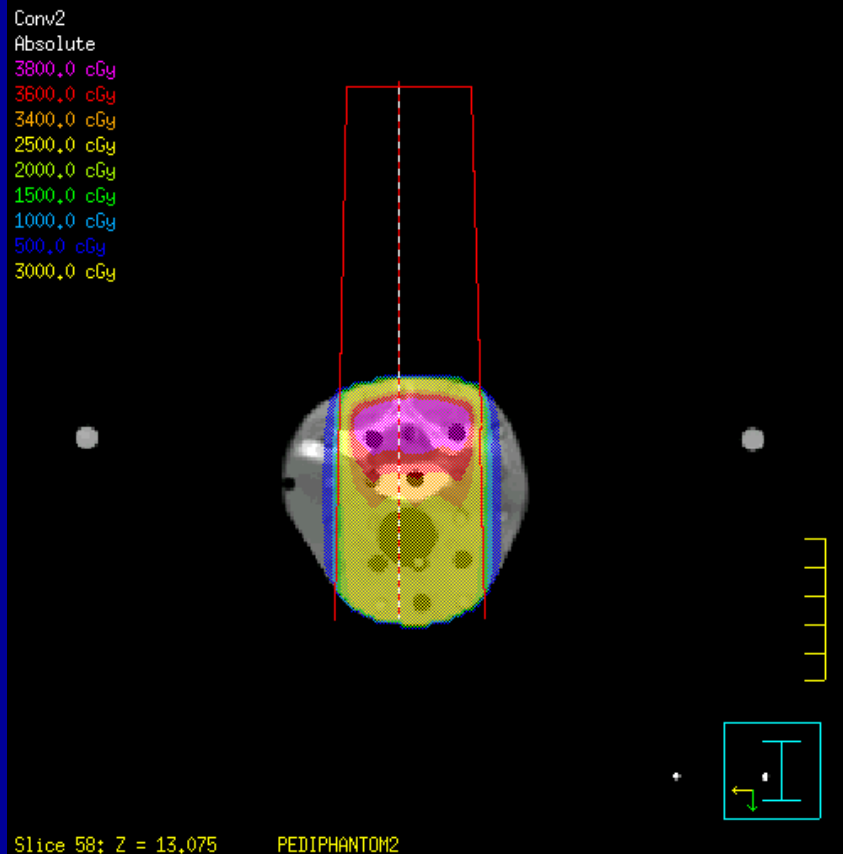 Conv2
Absolute
3800.0 cGy
3600.0 cGy
3400.0 cGy
2500.0 cGy
2000.0 cGy
1500.0 cGy
1000.0 cGy
500.0 cGy
3000.0 cGy
Slice 58: Z = 13.075 PEDIPHANTOM2